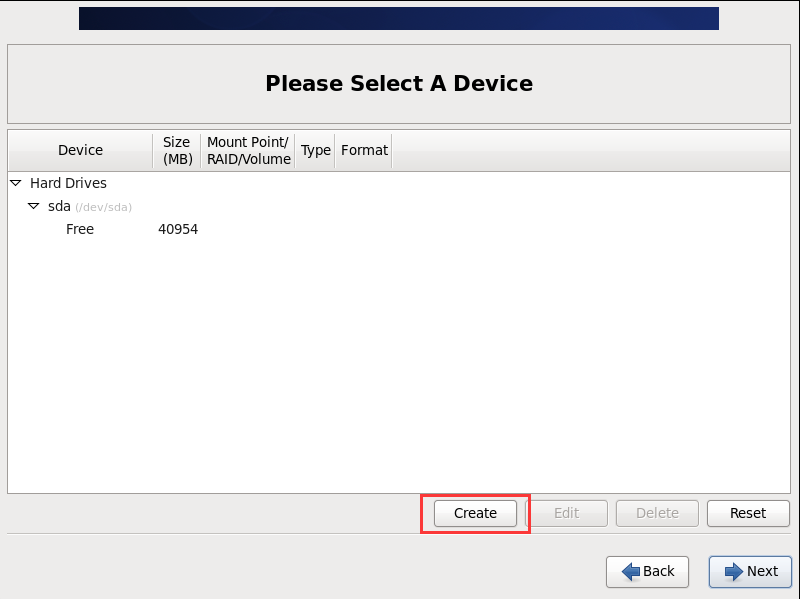 Please Select A Device
Device
Size
(MB)
Mount Point/
RAID/Volume
Type
Format
Hard Drives
sda (/dev/sda)
Free 40954
Create Edit Delete Reset
Back Next